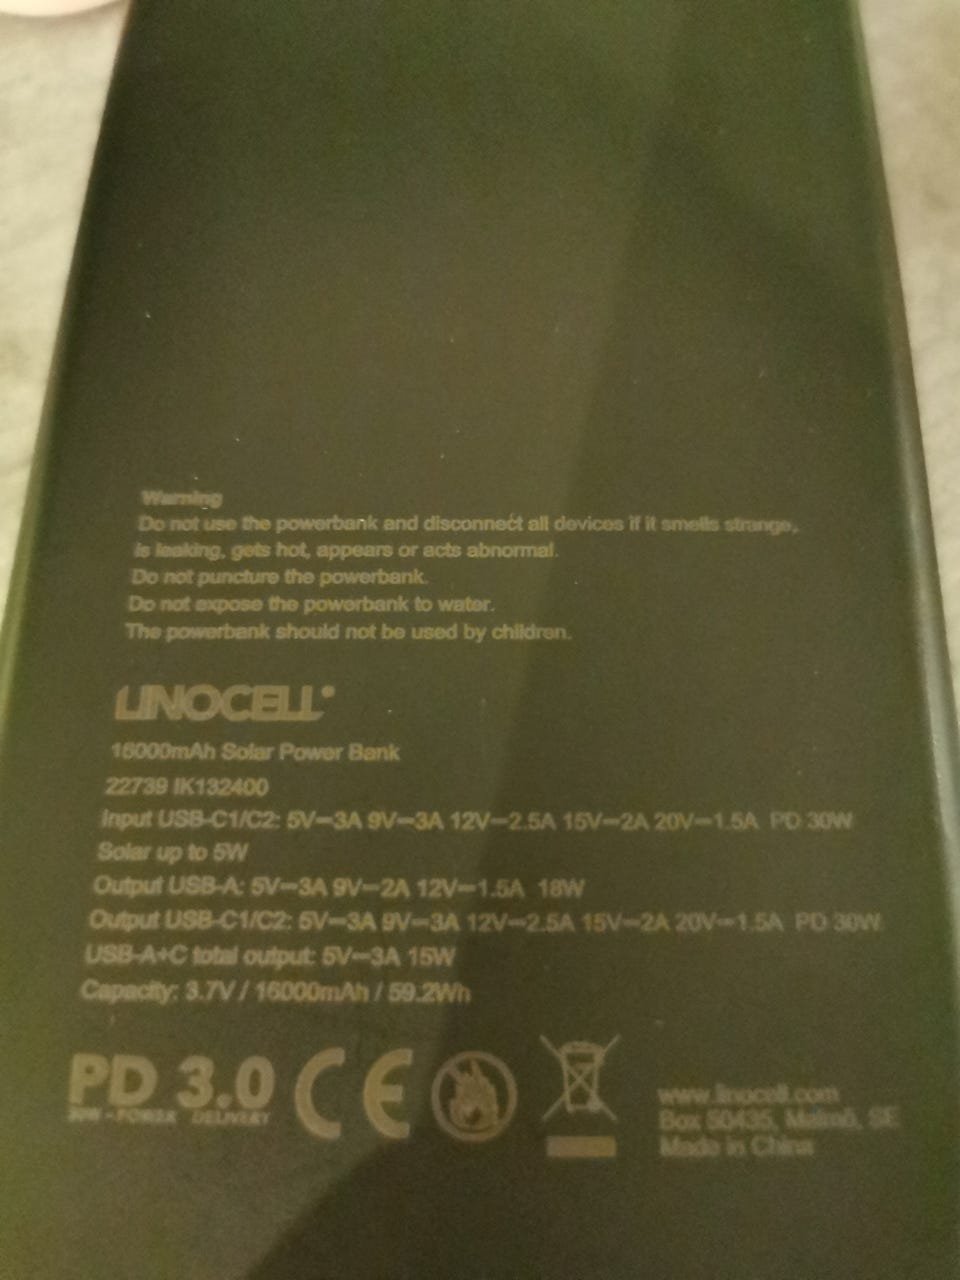 Warning
Do not use the powerbank and disconnect all devices if it smells strange,
is leaking, gets hot, appears or acts abnormal.
Do not puncture the powerbank.
Do not expose the powerbank to water.
The powerbank should not be used by children.
LINOCELL
16000mAh Solar Power Bank
22739 IK132400
Input USB-C1/C2: 5V⎓3A 9V⎓3A 12V⎓2.5A 15V⎓2A 20V⎓1.5A PD 30W
Solar up to 5W
Output USB-A: 5V⎓3A 9V⎓2A 12V⎓1.5A 18W
Output USB-C1/C2: 5V⎓3A 9V⎓3A 12V⎓2.5A 15V⎓2A 20V⎓1.5A PD 30W
USB-A+C total output: 5V⎓3A 15W
Capacity: 3.7V / 16000mAh / 59.2Wh
PD 3.0
30W - POWER DELIVERY
CE
www.linocell.com
Box 50435, Malmö, SE
Made in China